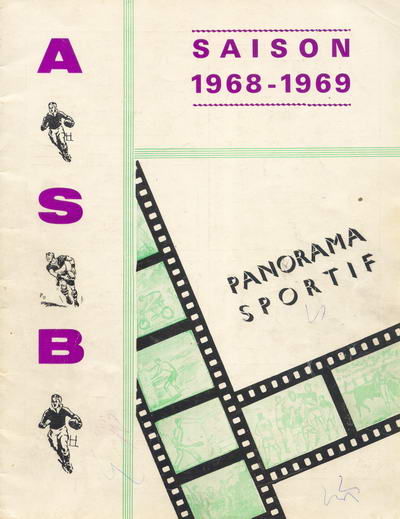 A
S
B
SAISON
1968-1969
PANORAMA
SPORTIF